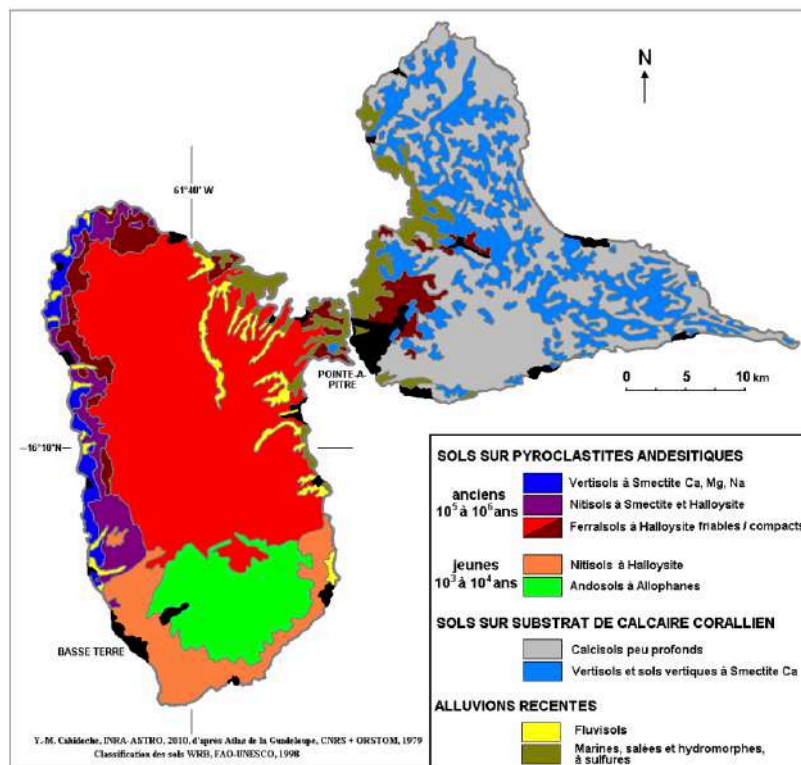 N
61°40' W
POINTE-A-
PITRE
0 5 10 km
16°10'N
BASSE TERRE
SOLS SUR PYROCLASTITES ANDESITIQUES
anciens
10⁵ à 10⁶ ans
Vertisols à Smectite Ca, Mg, Na
Nitisols à Smectite et Halloysite
Ferralsols à Halloysite friables / compacts
jeunes
10³ à 10⁴ ans
Nitisols à Halloysite
Andosols à Allophanes
SOLS SUR SUBSTRAT DE CALCAIRE CORALLIEN
Calcisols peu profonds
Vertisols et sols vertiques à Smectite Ca
ALLUVIONS RECENTES
Fluvisols
Marines, salées et hydromorphes,
à sulfures
Y.-M. Cabidoche, INRA-ASTRO, 2010, d'après Atlas de la Guadeloupe, CNRS + ORSTOM, 1979
Classification des sols WRB, FAO-UNESCO, 1998